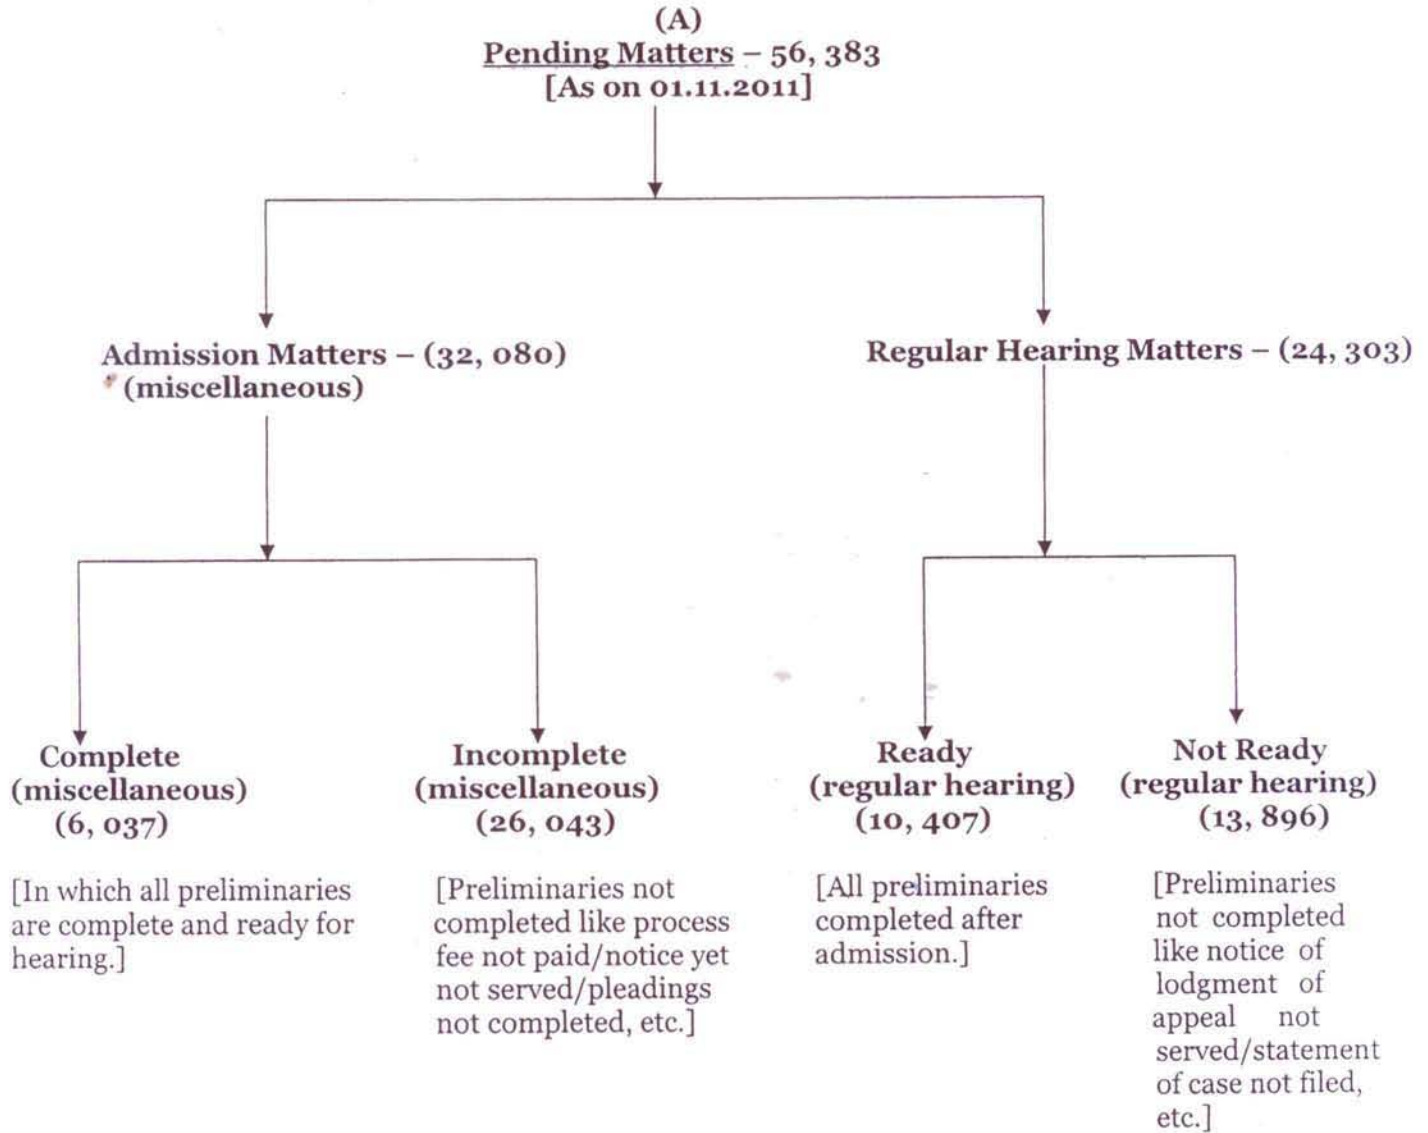 (A)
Pending Matters – 56, 383
[As on 01.11.2011]
Admission Matters – (32, 080)
(miscellaneous)
Regular Hearing Matters – (24, 303)
Complete
(miscellaneous)
(6, 037)
[In which all preliminaries
are complete and ready for
hearing.]
Incomplete
(miscellaneous)
(26, 043)
[Preliminaries not
completed like process
fee not paid/notice yet
not served/pleadings
not completed, etc.]
Ready
(regular hearing)
(10, 407)
[All preliminaries
completed after
admission.]
Not Ready
(regular hearing)
(13, 896)
[Preliminaries
not completed
like notice of
lodgment of
appeal not
served/statement
of case not filed,
etc.]